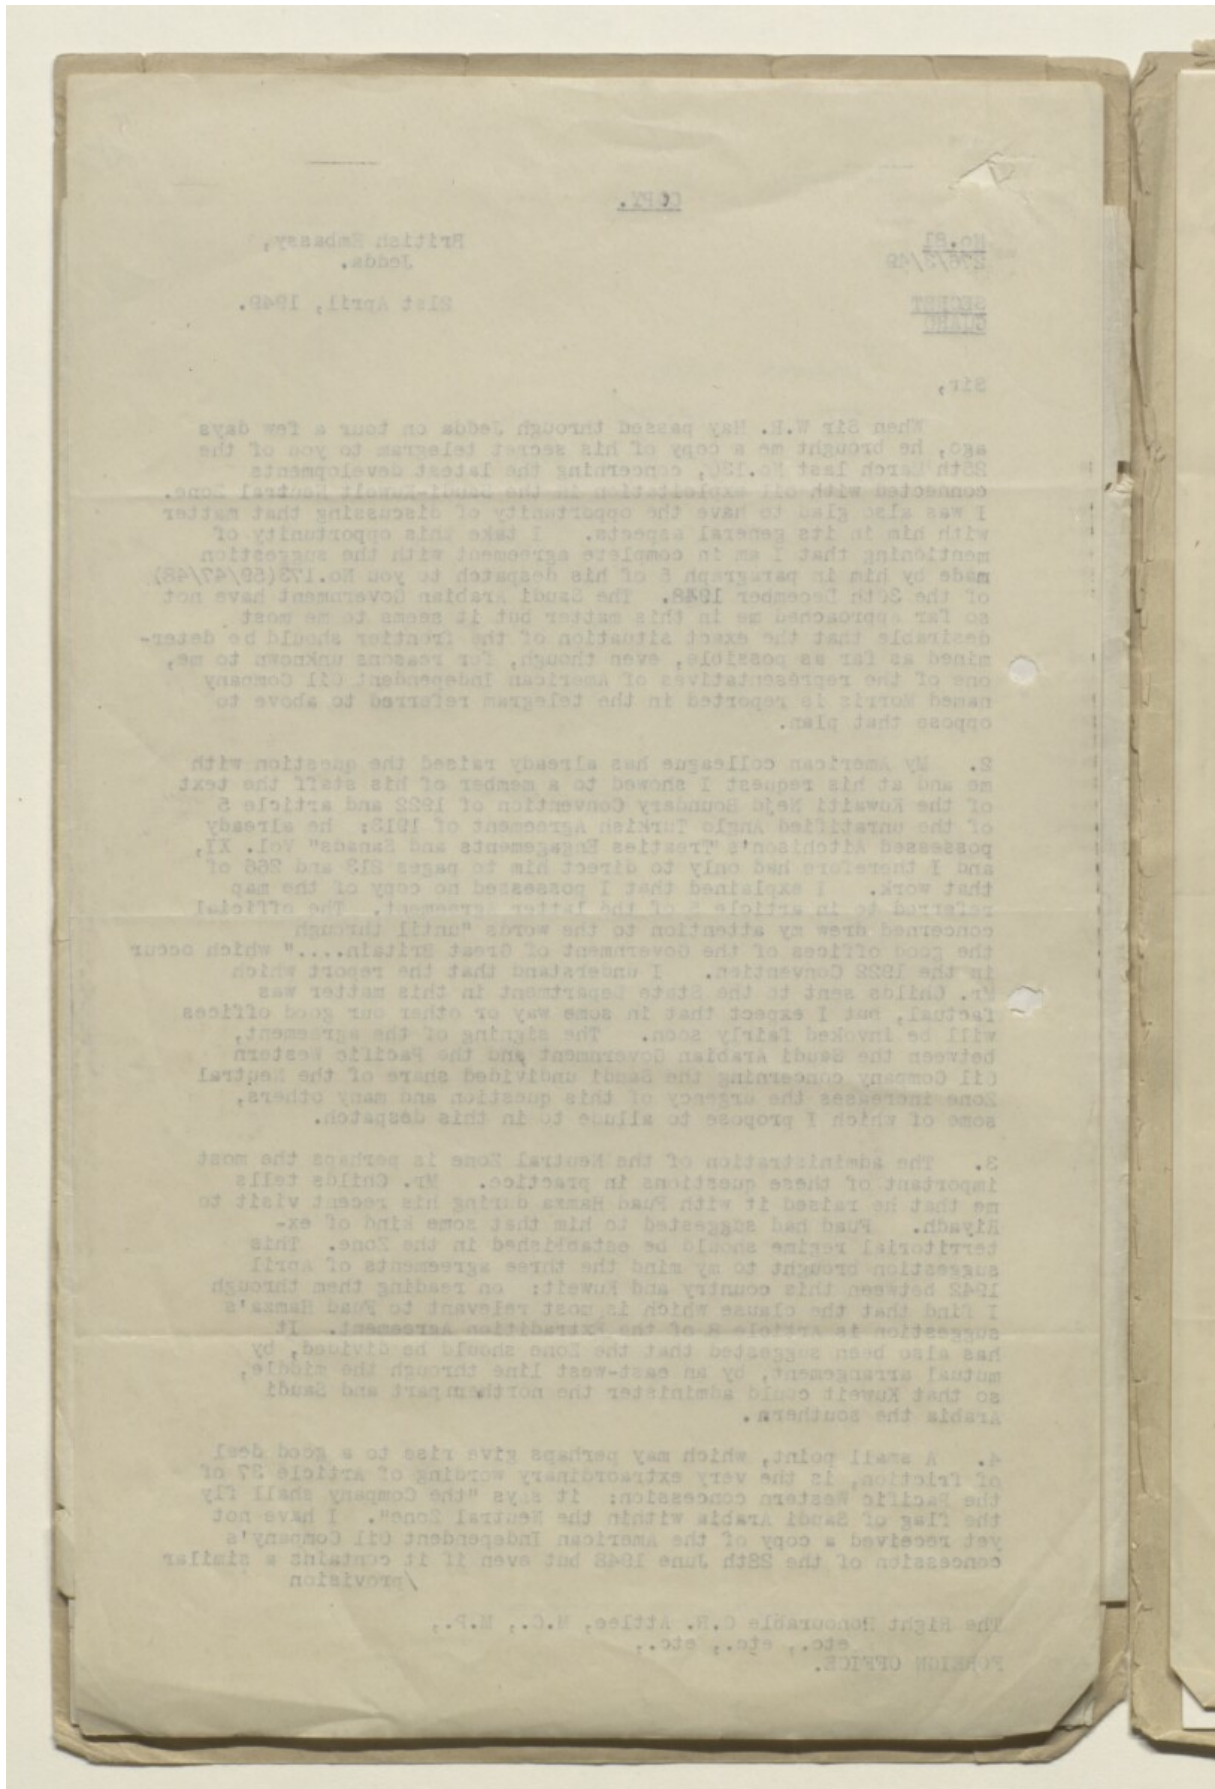 COPY.
No.81
British Embassy,
276/3/49
Jedda.
SECRET
21st April, 1949.
GUARD
Sir,
When Sir W.R. Hay passed through Jedda on tour a few days
ago, he brought me a copy of his secret telegram to you of the
25th March last No.130, concerning the latest developments
connected with oil exploitation in the Saudi-Kuwait Neutral Zone.
I was also glad to have the opportunity of discussing that matter
with him in its general aspects. I take this opportunity of
mentioning that I am in complete agreement with the suggestion
made by him in paragraph 5 of his despatch to you No.173(59/47/48)
of the 30th December 1948. The Saudi Arabian Government have not
so far approached me in this matter but it seems to me most
desirable that the exact situation of the frontier should be deter-
mined as far as possible, even though, for reasons unknown to me,
one of the representatives of American Independent Oil Company
named Morris is reported in the telegram referred to above to
oppose that plan.
2. My American colleague has already raised the question with
me and at his request I showed to a member of his staff the text
of the Kuwaiti Nejd Boundary Convention of 1922 and article 5
of the unratified Anglo Turkish Agreement of 1913: he already
possessed Aitchison's "Treaties Engagements and Sanads" Vol. XI,
and I therefore had only to direct him to pages 213 and 266 of
that work. I explained that I possessed no copy of the map
referred to in article 5 of the latter Agreement. The official
concerned drew my attention to the words "until through
the good offices of the Government of Great Britain...." which occur
in the 1922 Convention. I understand that the report which
Mr. Childs sent to the State Department in this matter was
factual, but I expect that in some way or other our good offices
will be invoked fairly soon. The signing of the agreement,
between the Saudi Arabian Government and the Pacific Western
Oil Company concerning the Saudi undivided share of the Neutral
Zone increases the urgency of this question and many others,
some of which I propose to allude to in this despatch.
3. The administration of the Neutral Zone is perhaps the most
important of these questions in practice. Mr. Childs tells
me that he raised it with Fuad Hamza during his recent visit to
Riyadh. Fuad had suggested to him that some kind of ex-
territorial regime should be established in the Zone. This
suggestion brought to my mind the three agreements of April
1942 between this country and Kuweit: on reading them through
I find that the clause which is most relevant to Fuad Hamza's
suggestion is Article 8 of the Extradition Agreement. It
has also been suggested that the Zone should be divided, by
mutual arrangement, by an east-west line through the middle,
so that Kuweit could administer the northern part and Saudi
Arabia the southern.
4. A small point, which may perhaps give rise to a good deal
of friction, is the very extraordinary wording of Article 37 of
the Pacific Western concession: it says "the Company shall fly
the flag of Saudi Arabia within the Neutral Zone". I have not
yet received a copy of the American Independent Oil Company's
concession of the 28th June 1948 but even if it contains a similar
/provision
The Right Honourable C.R. Attlee, M.C., M.P.,
etc., etc., etc.,
FOREIGN OFFICE.